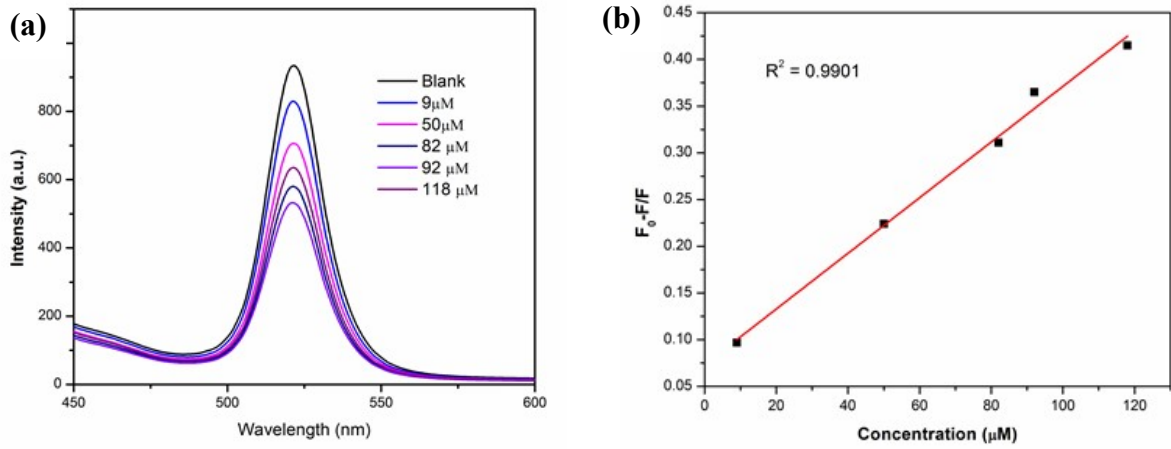 (a)
Intensity (a.u.)
800
600
400
200
0
450
500
550
600
Wavelength (nm)
Blank
9μM
50μM
82 μM
92 μM
118 μM
(b)
F₀-F/F
0.45
0.40
0.35
0.30
0.25
0.20
0.15
0.10
0.05
0
20
40
60
80
100
120
Concentration (μM)
R² = 0.9901